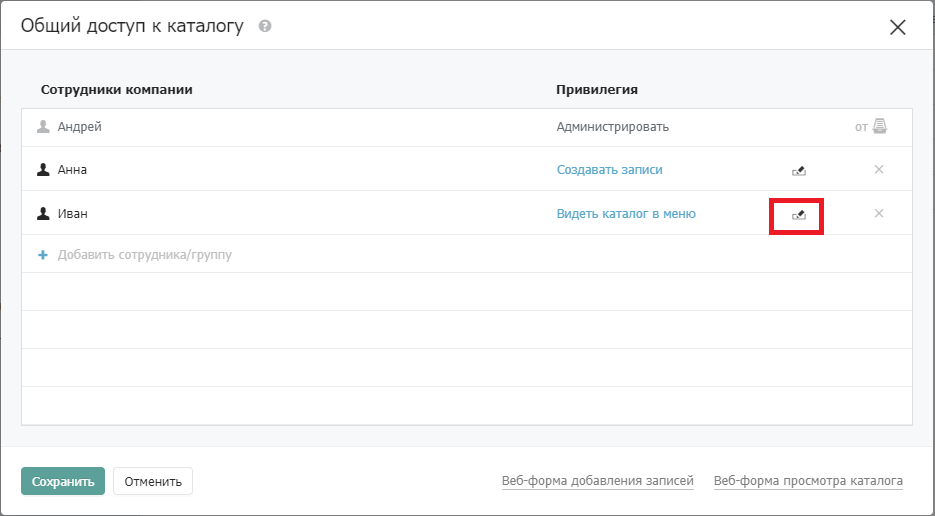 Общий доступ к каталогу ?
Сотрудники компании Привилегия
Андрей Администрировать от
Анна Создавать записи
Иван Видеть каталог в меню
+ Добавить сотрудника/группу
Сохранить Отменить Веб-форма добавления записей Веб-форма просмотра каталога